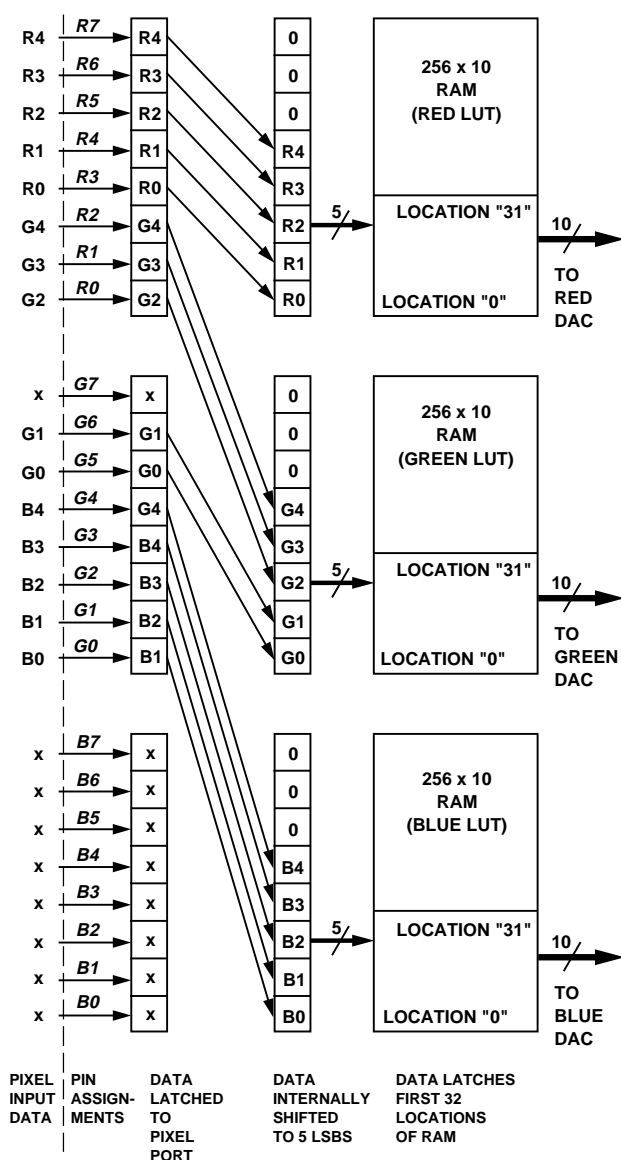 R4 R7 R4 0
R3 R6 R3 0 256 x 10
RAM
(RED LUT)
R2 R5 R2 0
R1 R4 R1 R4
R0 R3 R0 R3
G4 R2 G4 R2 5 LOCATION "31" 10
G3 R1 G3 R1
G2 R0 G2 R0 LOCATION "0"
TO
RED
DAC
x G7 x 0
G1 G6 G1 0 256 x 10
RAM
(GREEN LUT)
G0 G5 G0 0
B4 G4 G4 G4
B3 G3 B4 G3
B2 G2 B3 G2 5 LOCATION "31" 10
B1 G1 B2 G1
B0 G0 B1 G0 LOCATION "0"
TO
GREEN
DAC
x B7 x 0
x B6 x 0 256 x 10
RAM
(BLUE LUT)
x B5 x 0
x B4 x B4
x B3 x B3
x B2 x B2 5 LOCATION "31" 10
x B1 x B1
x B0 x B0 LOCATION "0"
TO
BLUE
DAC
PIXEL
INPUT
DATA
PIN
ASSIGN-
MENTS
DATA
LATCHED
TO
PIXEL
PORT
DATA
INTERNALLY
SHIFTED
TO 5 LSBS
DATA LATCHES
FIRST 32
LOCATIONS
OF RAM